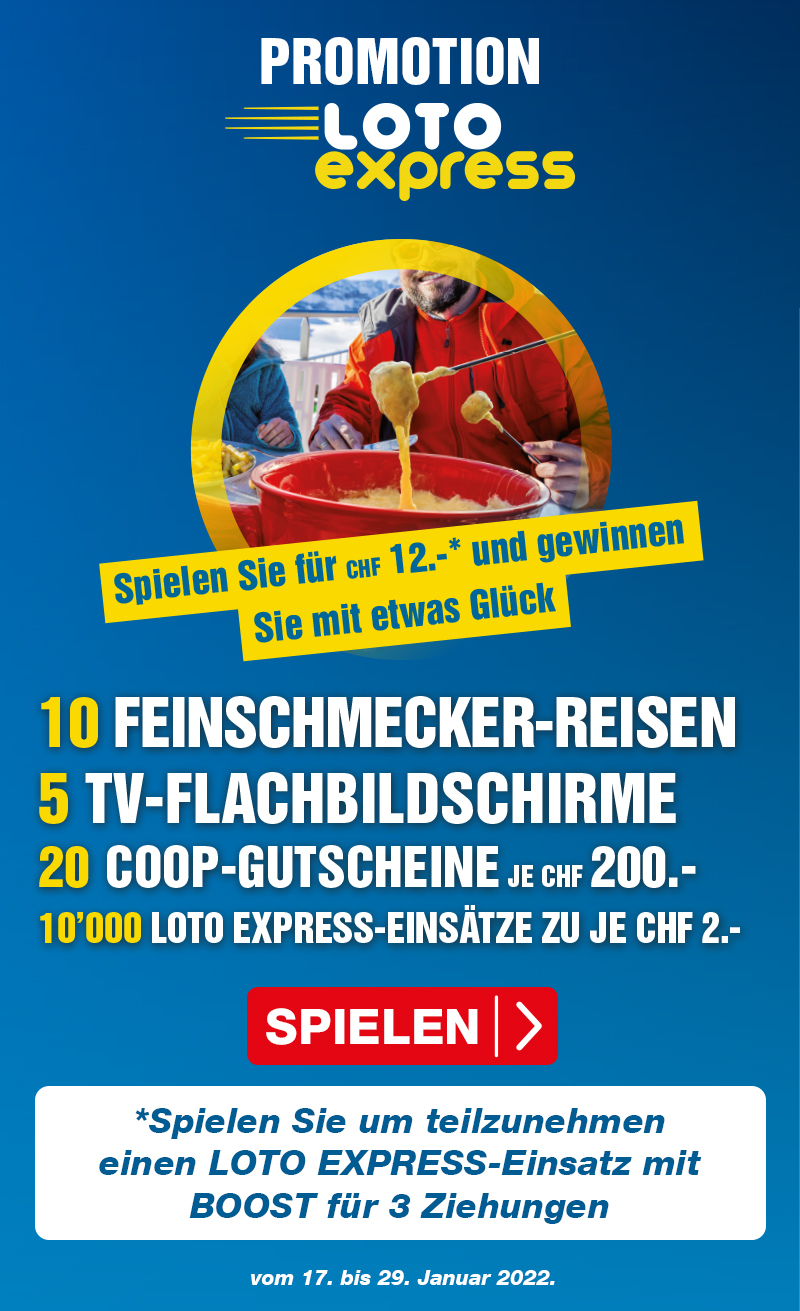 PROMOTION
LOTO
express
Spielen Sie für CHF 12.-* und gewinnen
Sie mit etwas Glück
10 FEINSCHMECKER-REISEN
5 TV-FLACHBILDSCHIRME
20 COOP-GUTSCHEINE JE CHF 200.-
10’000 LOTO EXPRESS-EINSÄTZE ZU JE CHF 2.-
SPIELEN
*Spielen Sie um teilzunehmen
einen LOTO EXPRESS-Einsatz mit
BOOST für 3 Ziehungen
vom 17. bis 29. Januar 2022.